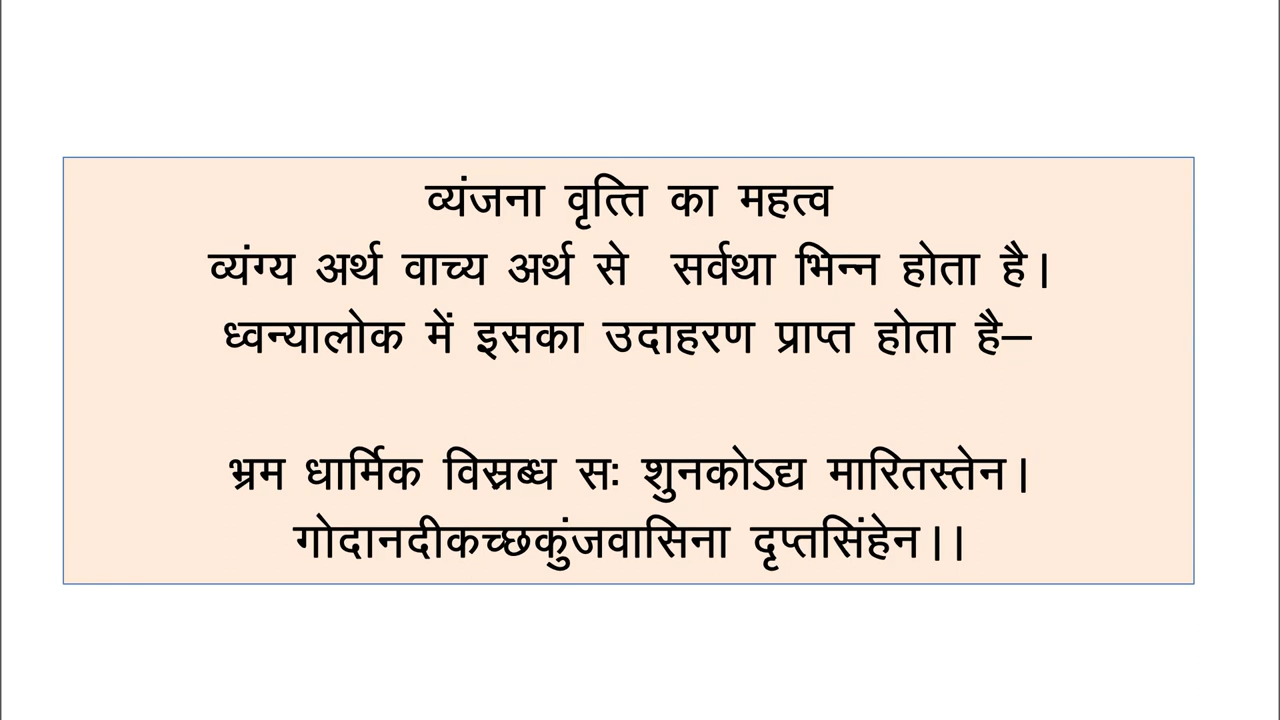 व्यंजना वृत्ति का महत्व
व्यंग्य अर्थ वाच्य अर्थ से सर्वथा भिन्न होता है।
ध्वन्यालोक में इसका उदाहरण प्राप्त होता है–
भ्रम धार्मिक विस्रब्ध सः शुनकोऽद्य मारितस्तेन।
गोदानदीकच्छकुंजवासिना दृप्तसिंहेन।।